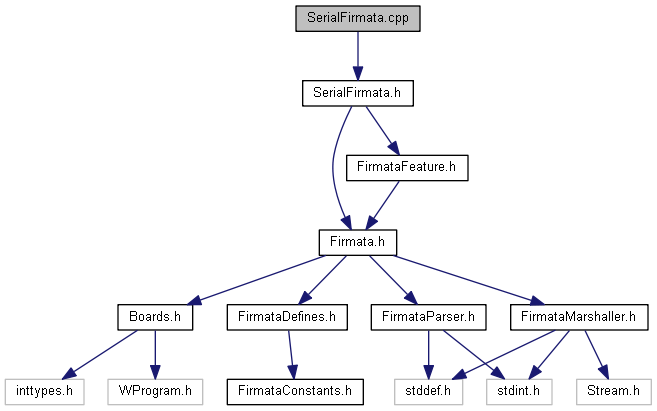 SerialFirmata.cpp
SerialFirmata.h
FirmataFeature.h
Firmata.h
Boards.h
FirmataDefines.h
FirmataParser.h
FirmataMarshaller.h
inttypes.h
WProgram.h
FirmataConstants.h
stddef.h
stdint.h
Stream.h